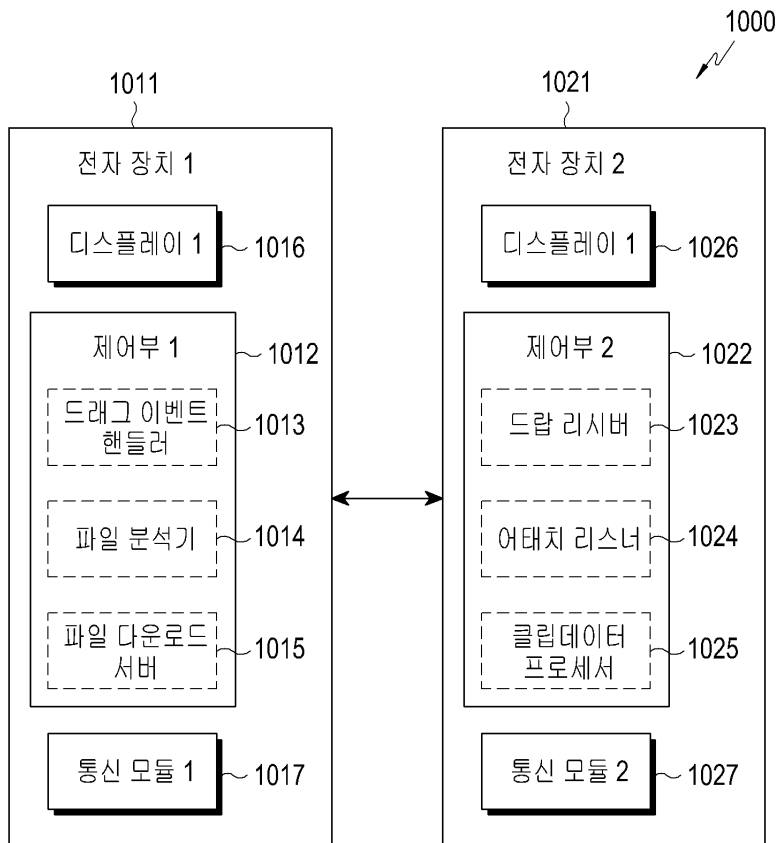 1000
1011
전자 장치 1
디스플레이 1
1016
제어부 1
1012
드래그 이벤트
핸들러
1013
파일 분석기
1014
파일 다운로드
서버
1015
통신 모듈 1
1017
1021
전자 장치 2
디스플레이 1
1026
제어부 2
1022
드랍 리시버
1023
어태치 리스너
1024
클립데이터
프로세서
1025
통신 모듈 2
1027